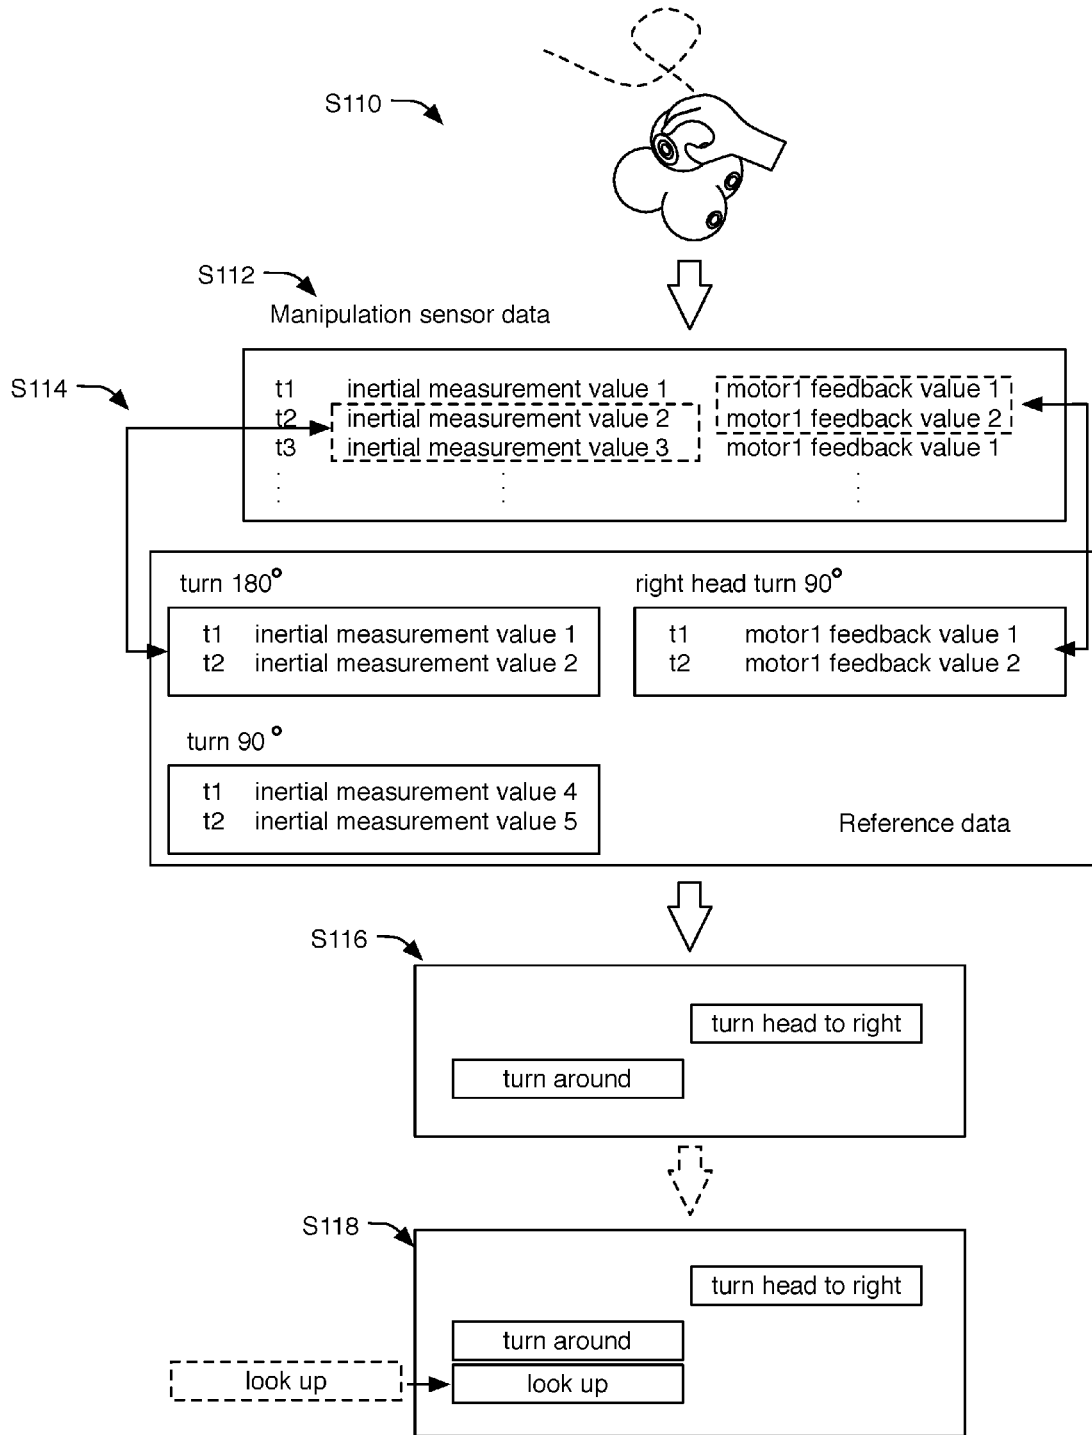 S110
S112
Manipulation sensor data
S114
t1 inertial measurement value 1 motor1 feedback value 1
t2 inertial measurement value 2 motor1 feedback value 2
t3 inertial measurement value 3 motor1 feedback value 1
turn 180°
t1 inertial measurement value 1
t2 inertial measurement value 2
right head turn 90°
t1 motor1 feedback value 1
t2 motor1 feedback value 2
turn 90°
t1 inertial measurement value 4
t2 inertial measurement value 5
Reference data
S116
turn head to right
turn around
S118
turn head to right
turn around
look up
look up